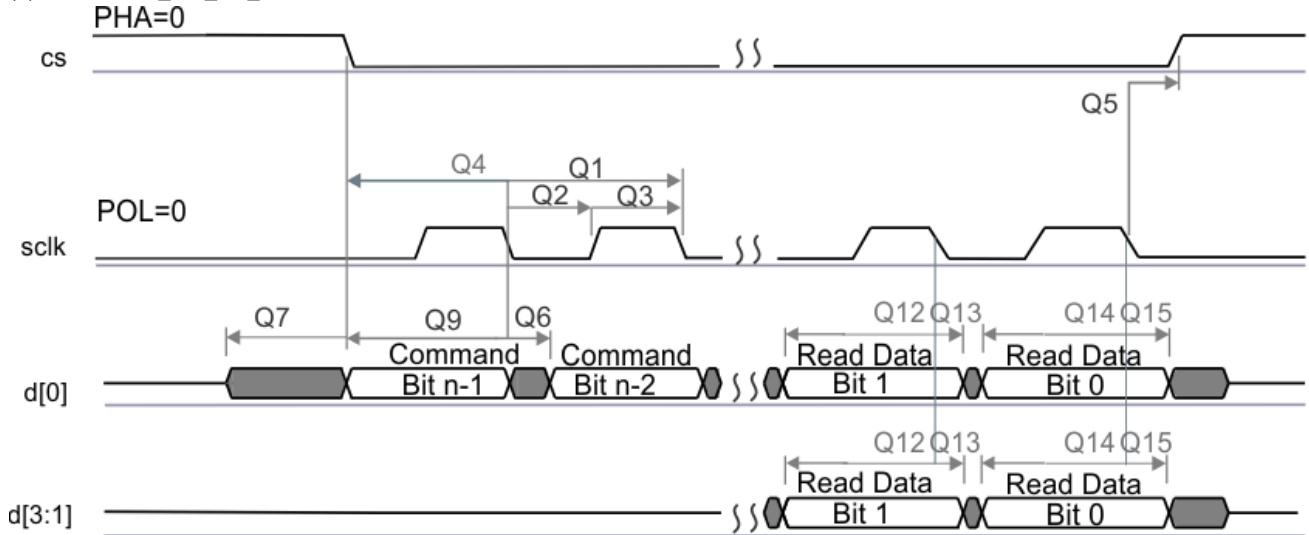 PHA=0
cs
Q5
Q4 Q1
Q2 Q3
POL=0
sclk
Q7 Q9 Q6 Q12 Q13 Q14 Q15
Command Command Read Data Read Data
d[0] Bit n-1 Bit n-2 Bit 1 Bit 0
Q12 Q13 Q14 Q15
Read Data Read Data
d[3:1] Bit 1 Bit 0